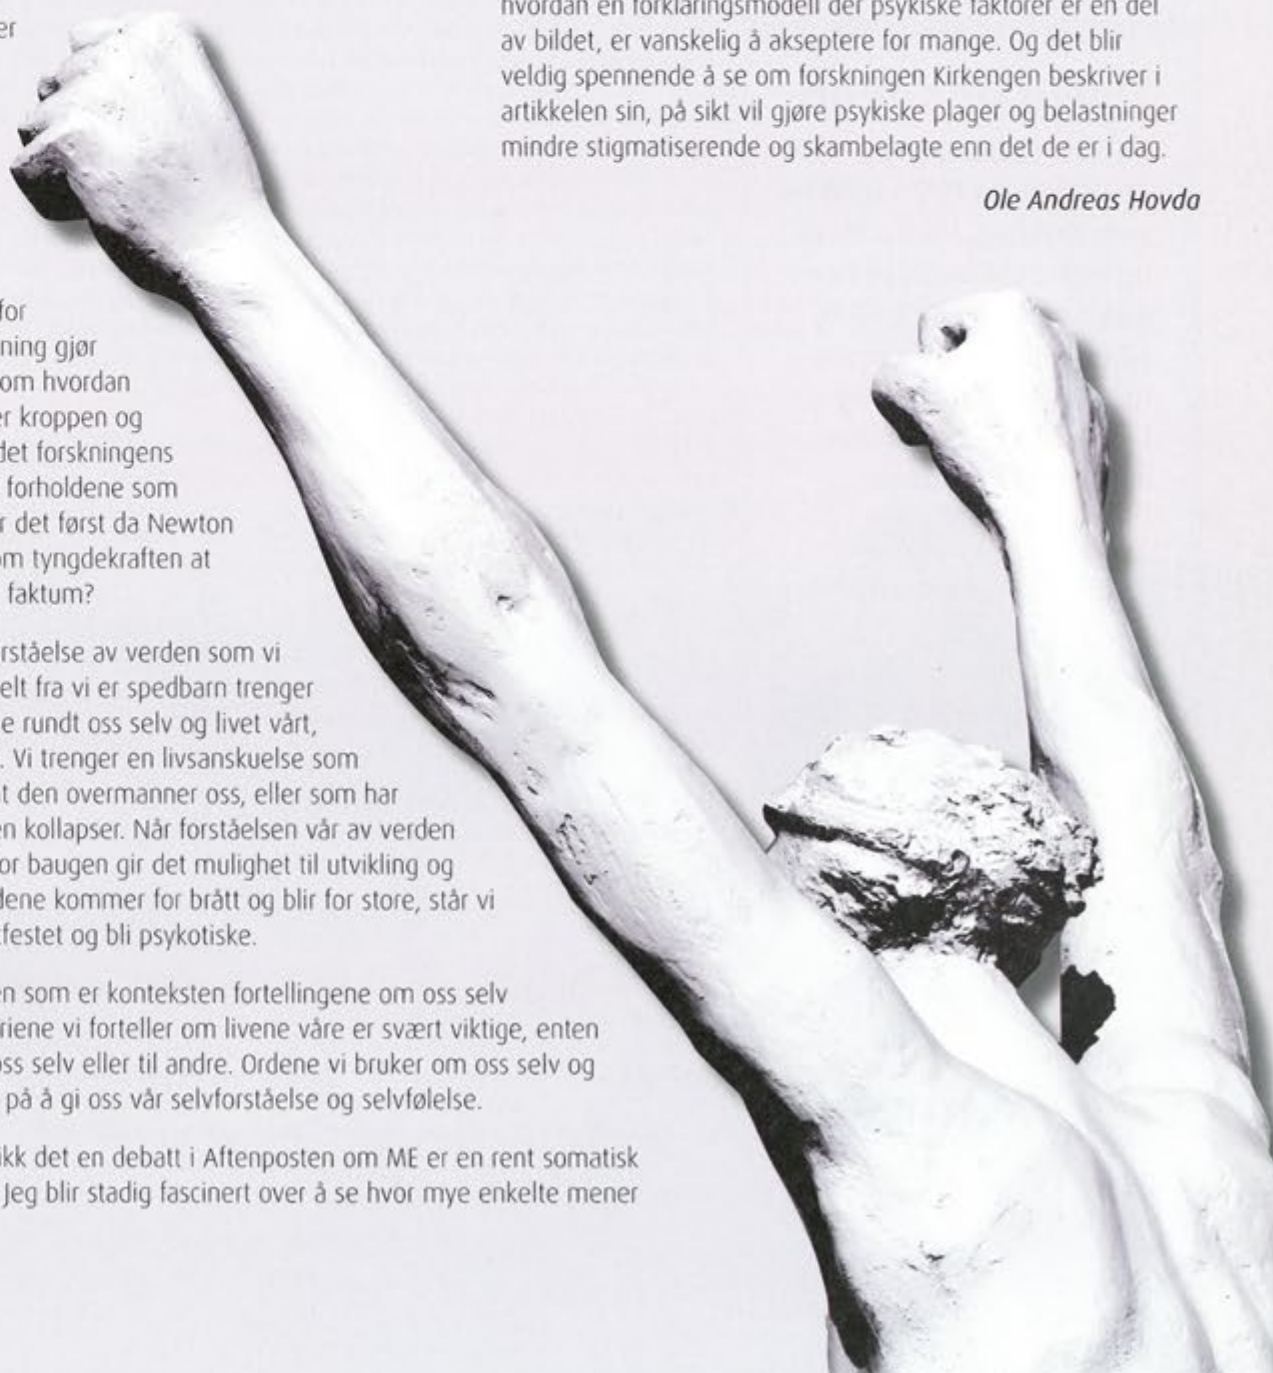 er
for
ning gjør
om hvordan
er kroppen og
det forskningens
forholdene som
r det først da Newton
om tyngdekraften at
faktum?
rståelse av verden som vi
elt fra vi er spedbarn trenger
e rundt oss selv og livet vårt,
. Vi trenger en livsanskuelse som
at den overmanner oss, eller som har
en kollapser. Når forståelsen vår av verden
or baugen gir det mulighet til utvikling og
dene kommer for brått og blir for store, står vi
festet og bli psykotiske.
en som er konteksten fortellingene om oss selv
riene vi forteller om livene våre er svært viktige, enten
oss selv eller til andre. Ordene vi bruker om oss selv og
på å gi oss vår selvforståelse og selvfølelse.
ikk det en debatt i Aftenposten om ME er en rent somatisk
Jeg blir stadig fascinert over å se hvor mye enkelte mener
hvordan en forklaringsmodell der psykiske faktorer er en del
av bildet, er vanskelig å akseptere for mange. Og det blir
veldig spennende å se om forskningen Kirkengen beskriver i
artikkelen sin, på sikt vil gjøre psykiske plager og belastninger
mindre stigmatiserende og skambelagte enn det de er i dag.
Ole Andreas Hovda